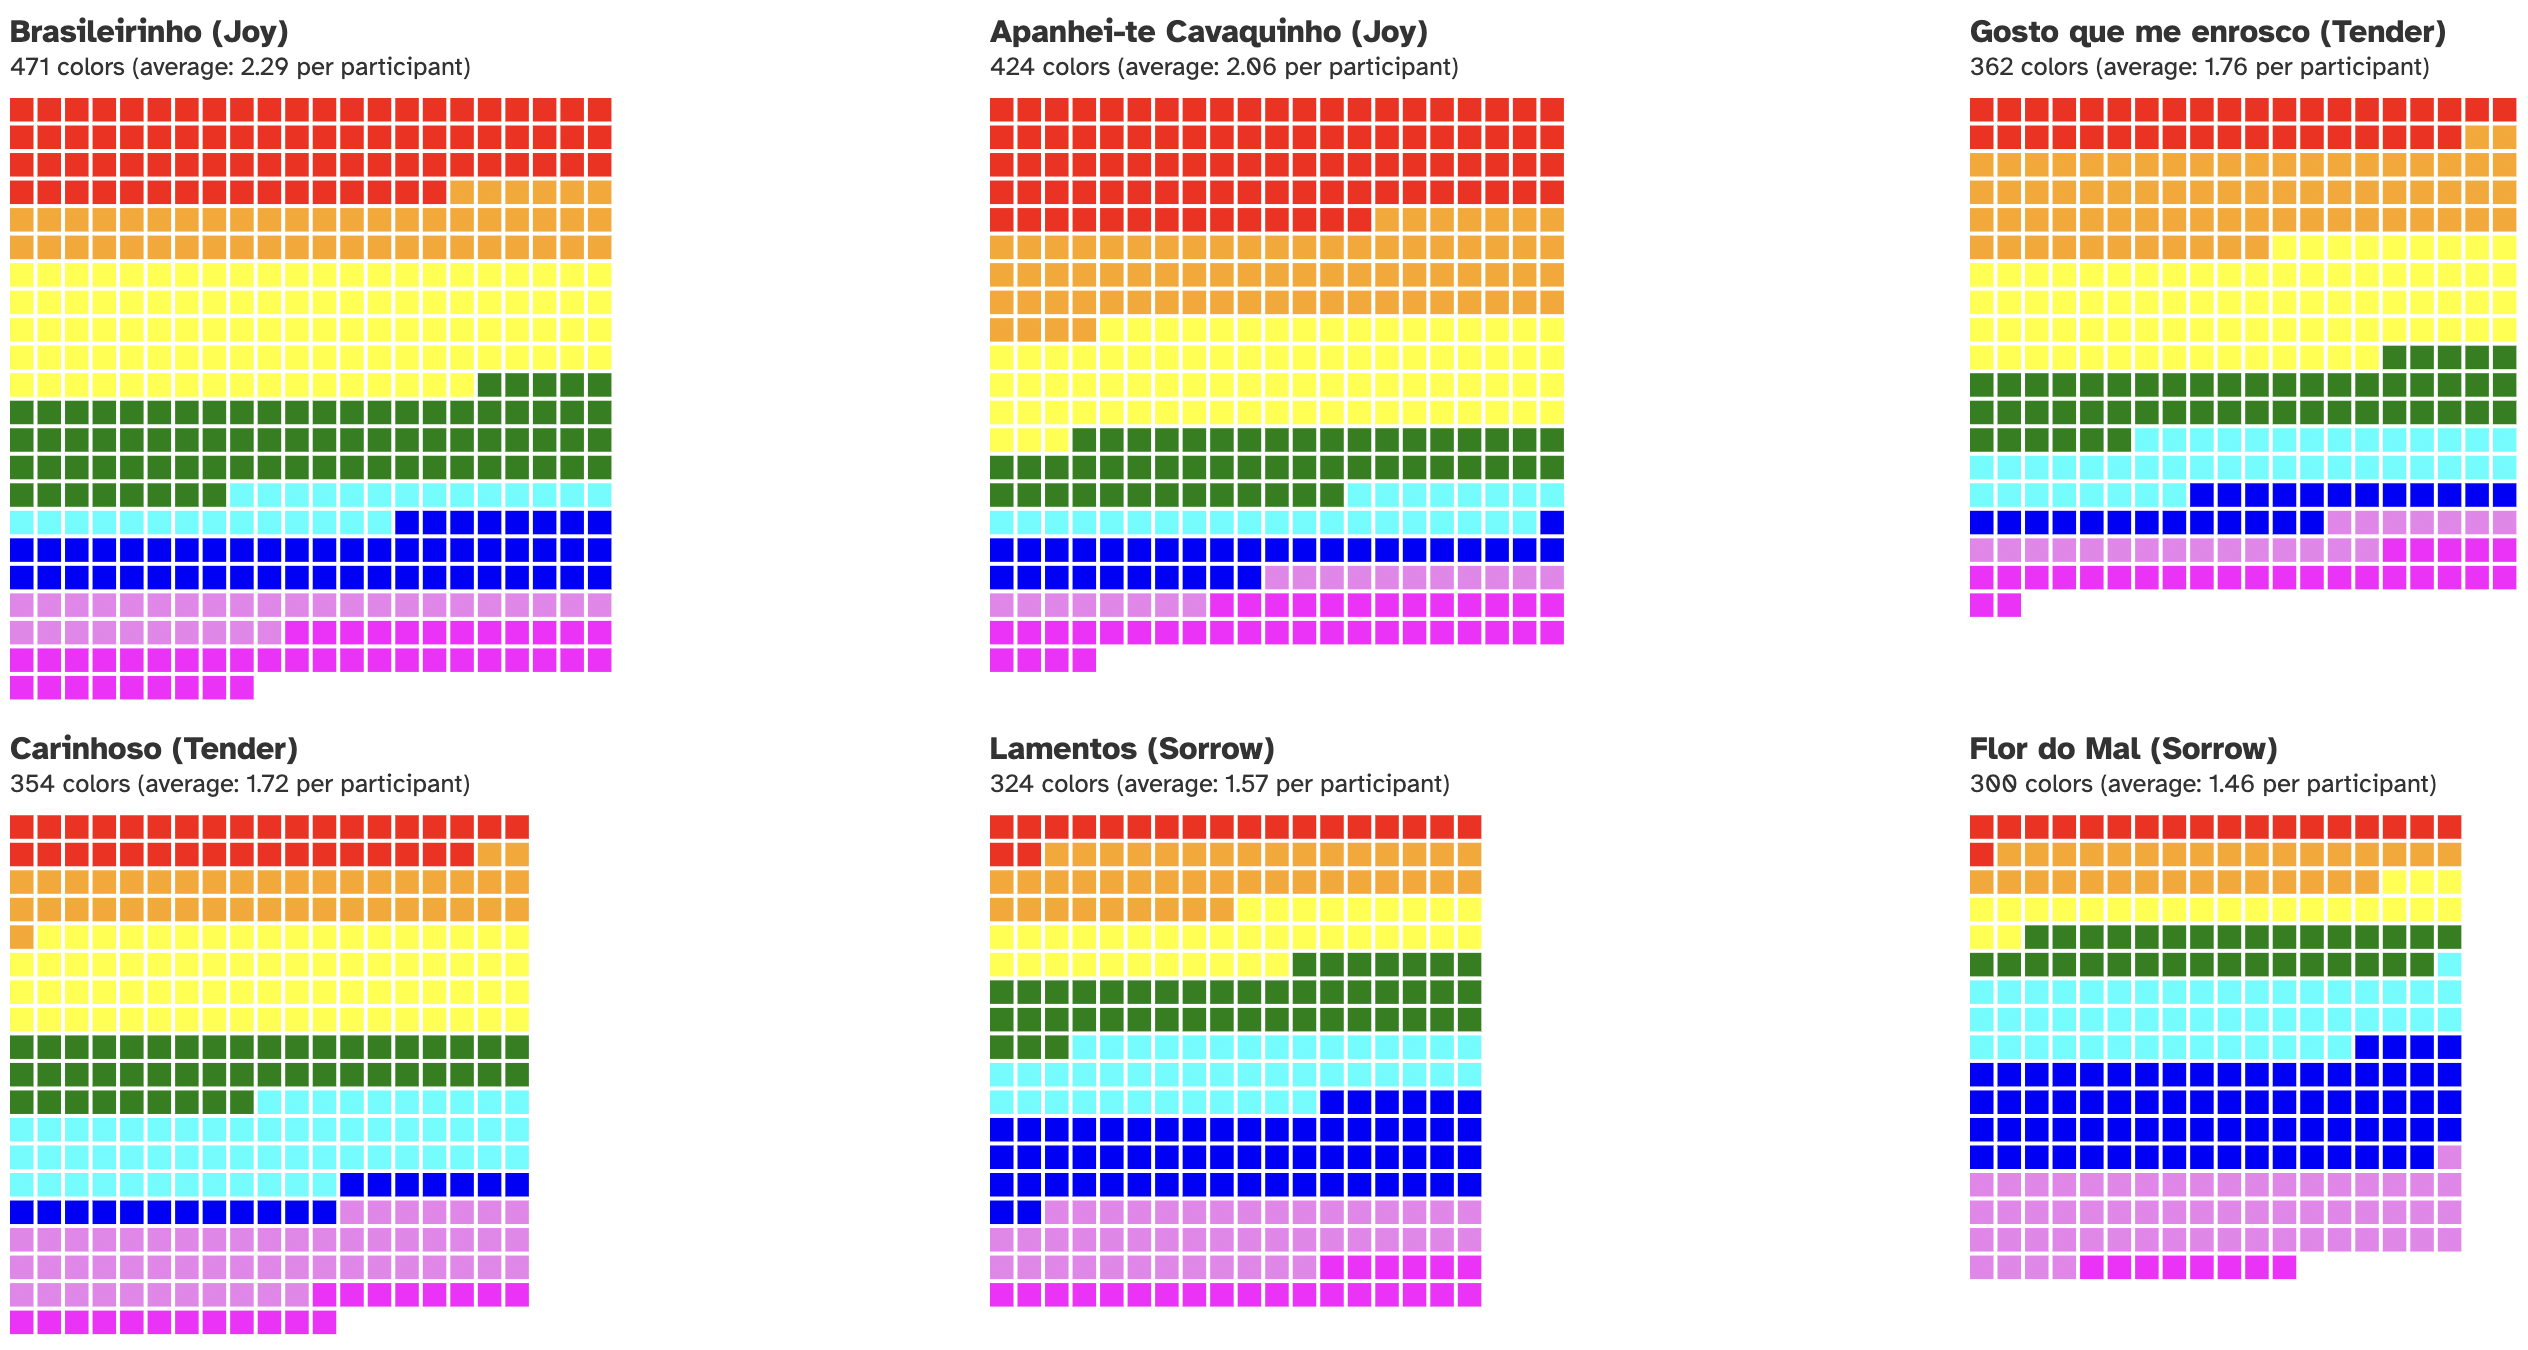 Brasileirinho (Joy)
471 colors (average: 2.29 per participant)
Apanhei-te Cavaquinho (Joy)
424 colors (average: 2.06 per participant)
Gosto que me enrosco (Tender)
362 colors (average: 1.76 per participant)
Carinhoso (Tender)
354 colors (average: 1.72 per participant)
Lamentos (Sorrow)
324 colors (average: 1.57 per participant)
Flor do Mal (Sorrow)
300 colors (average: 1.46 per participant)